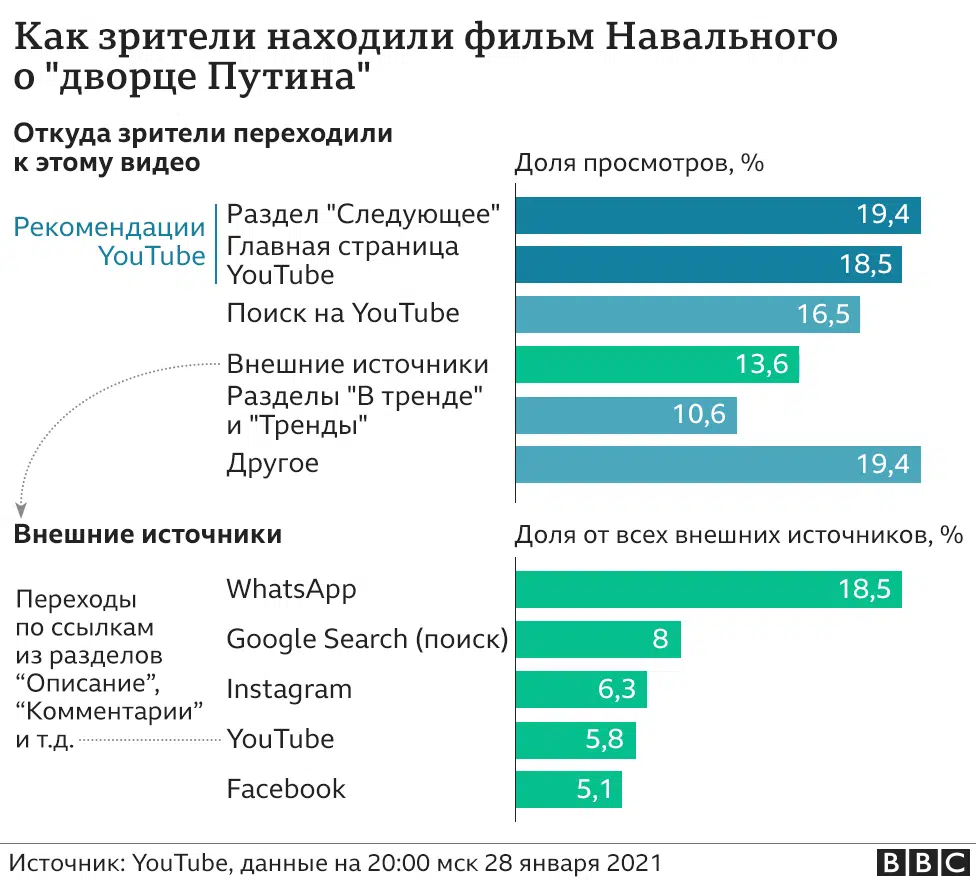 Как зрители находили фильм Навального
о "дворце Путина"
Откуда зрители переходили
к этому видео
Доля просмотров, %
Рекомендации
YouTube
Раздел "Следующее"
19,4
Главная страница
YouTube
18,5
Поиск на YouTube
16,5
Внешние источники
13,6
Разделы "В тренде"
и "Тренды"
10,6
Другое
19,4
Внешние источники
Доля от всех внешних источников, %
WhatsApp
18,5
Google Search (поиск)
8
Instagram
6,3
Переходы
по ссылкам
из разделов
“Описание”,
“Комментарии”
и т.д.
YouTube
5,8
Facebook
5,1
Источник: YouTube, данные на 20:00 мск 28 января 2021
BBC